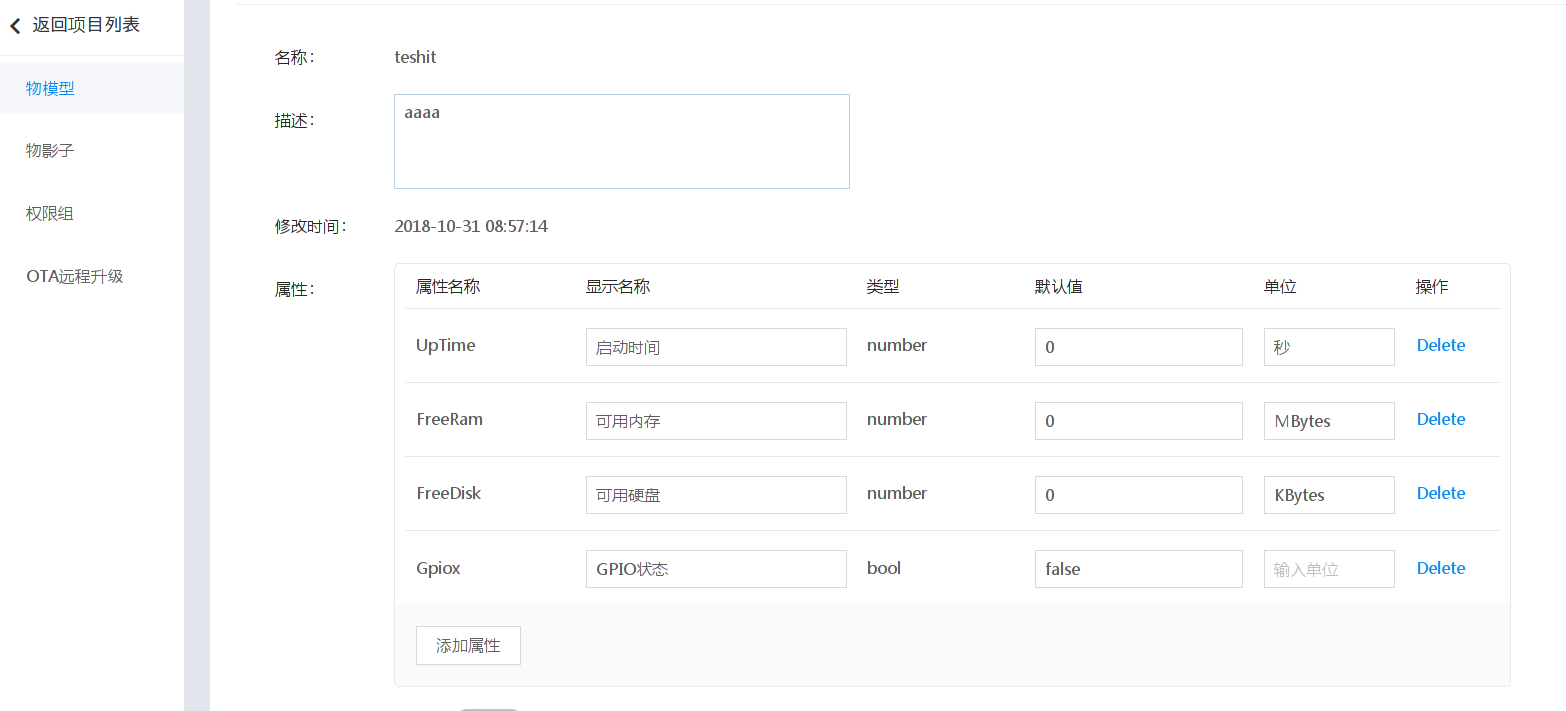 返回项目列表
物模型
物影子
权限组
OTA远程升级
名称：
teshit
描述：
aaaa
修改时间：
2018-10-31 08:57:14
属性：
属性名称 显示名称 类型 默认值 单位 操作
UpTime 启动时间 number 0 秒 Delete
FreeRam 可用内存 number 0 MBytes Delete
FreeDisk 可用硬盘 number 0 KBytes Delete
Gpiox GPIO状态 bool false 输入单位 Delete
添加属性